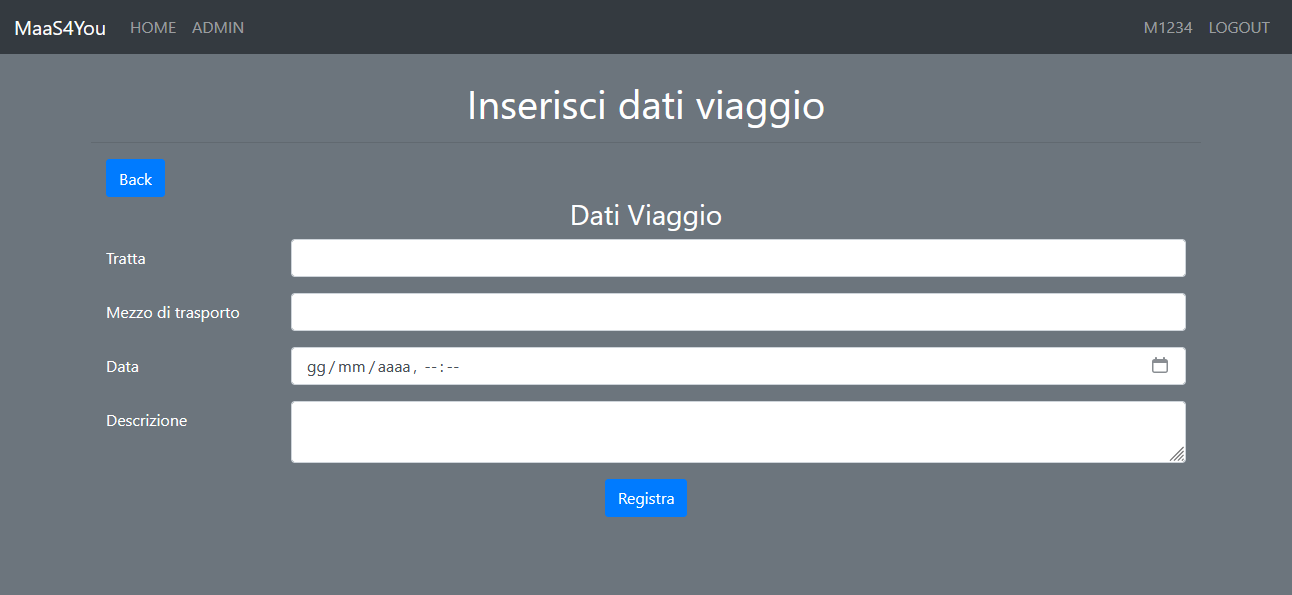 MaaS4You HOME ADMIN M1234 LOGOUT
Inserisci dati viaggio
Back
Dati Viaggio
Tratta
Mezzo di trasporto
Data gg/mm/aaaa, --:--
Descrizione
Registra